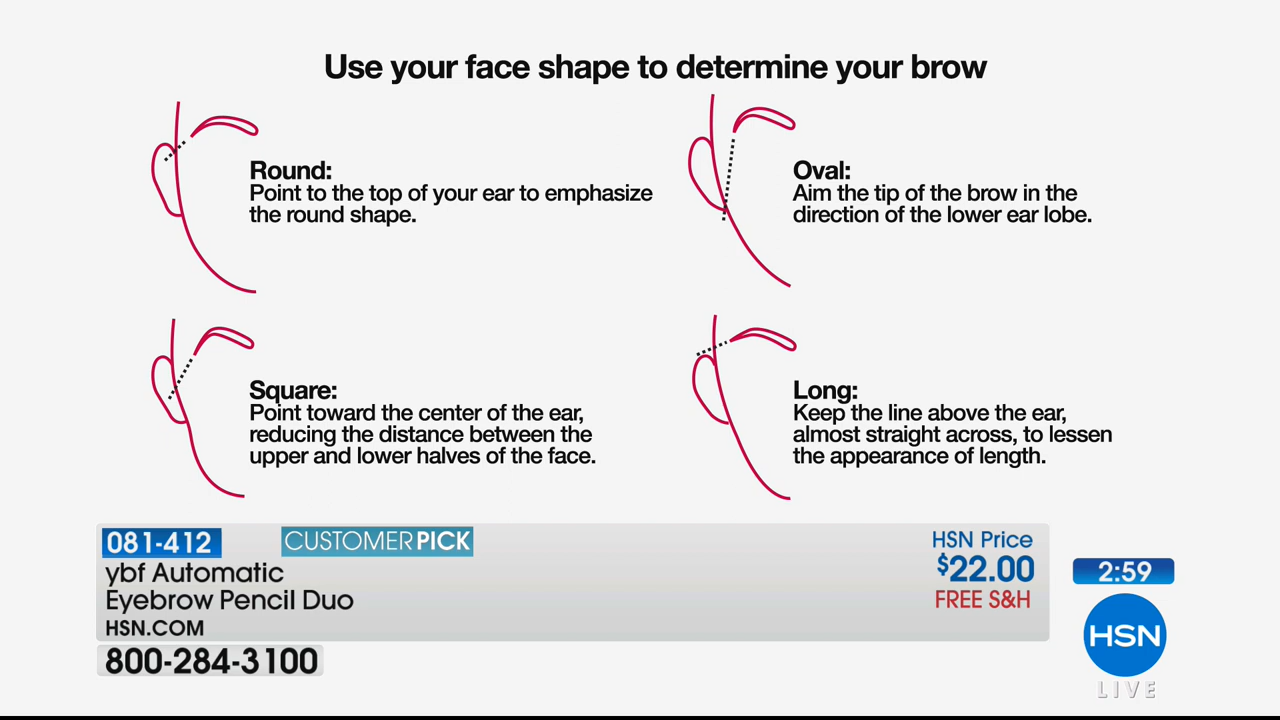 Use your face shape to determine your brow
Round:
Point to the top of your ear to emphasize
the round shape.
Oval:
Aim the tip of the brow in the
direction of the lower ear lobe.
Square:
Point toward the center of the ear,
reducing the distance between the
upper and lower halves of the face.
Long:
Keep the line above the ear,
almost straight across, to lessen
the appearance of length.
081-412
CUSTOMERPICK
ybf Automatic
Eyebrow Pencil Duo
HSN.COM
800-284-3100
HSN Price
$22.00
FREE S&H
2:59
HSN
LIVE